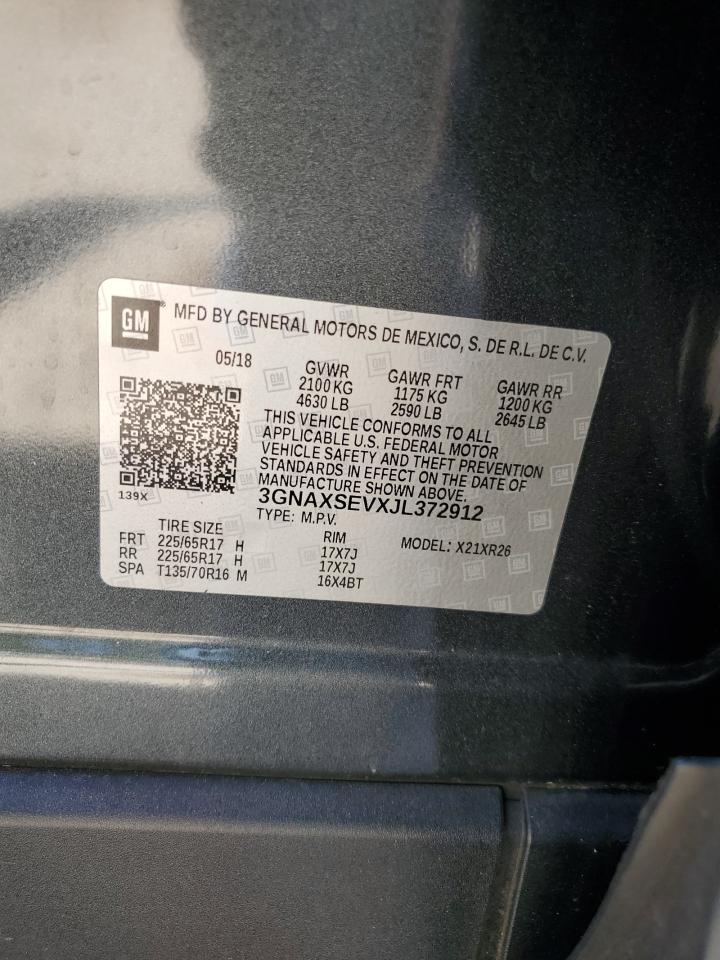 GM® MFD BY GENERAL MOTORS DE MEXICO, S. DE R.L. DE C.V.
05/18 GVWR GAWR FRT GAWR RR
2100 KG 1175 KG 1200 KG
4630 LB 2590 LB 2645 LB
THIS VEHICLE CONFORMS TO ALL
APPLICABLE U.S. FEDERAL MOTOR
VEHICLE SAFETY AND THEFT PREVENTION
STANDARDS IN EFFECT ON THE DATE OF
MANUFACTURE SHOWN ABOVE.
139X 3GNAXSEVXJL372912
TYPE: M.P.V.
TIRE SIZE RIM MODEL: X21XR26
FRT 225/65R17 H 17X7J
RR 225/65R17 H 17X7J
SPA T135/70R16 M 16X4BT